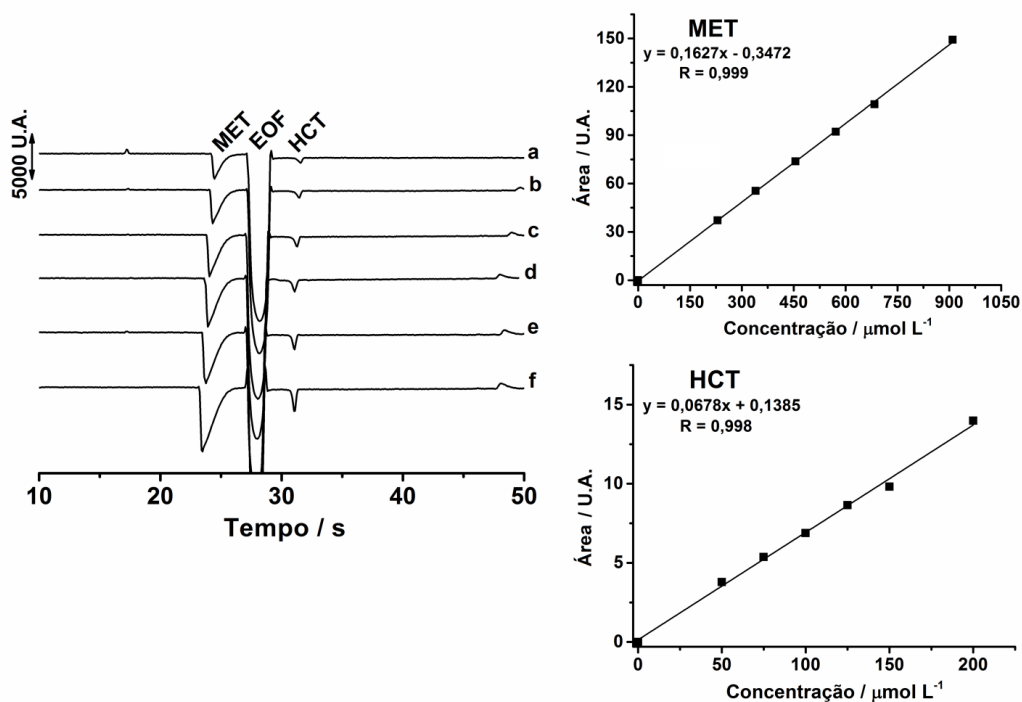 MET
EOF
HCT
5000 U.A.
a
b
c
d
e
f
10 20 30 40 50
Tempo / s
MET
y = 0,1627x - 0,3472
R = 0,999
Área / U.A.
150
120
90
60
30
0
0 150 300 450 600 750 900 1050
Concentração / μmol L⁻¹
HCT
y = 0,0678x + 0,1385
R = 0,998
Área / U.A.
15
10
5
0
0 50 100 150 200
Concentração / μmol L⁻¹